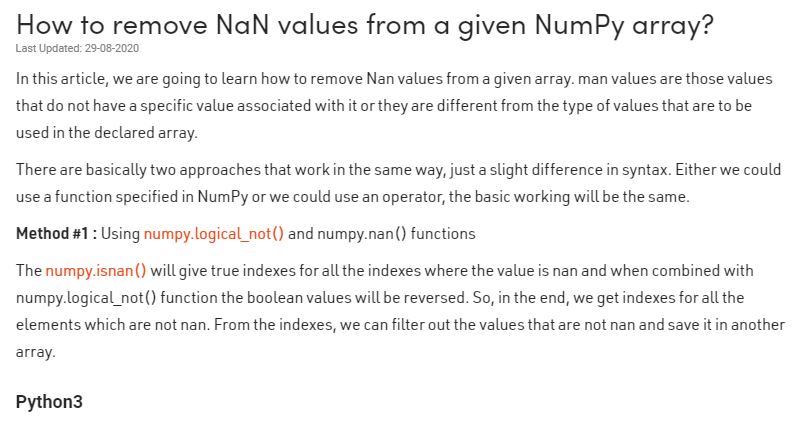 How to remove NaN values from a given NumPy array?
Last Updated: 29-08-2020
In this article, we are going to learn how to remove Nan values from a given array. man values are those values
that do not have a specific value associated with it or they are different from the type of values that are to be
used in the declared array.
There are basically two approaches that work in the same way, just a slight difference in syntax. Either we could
use a function specified in NumPy or we could use an operator, the basic working will be the same.
Method #1 : Using numpy.logical_not() and numpy.nan() functions
The numpy.isnan() will give true indexes for all the indexes where the value is nan and when combined with
numpy.logical_not() function the boolean values will be reversed. So, in the end, we get indexes for all the
elements which are not nan. From the indexes, we can filter out the values that are not nan and save it in another
array.
Python3